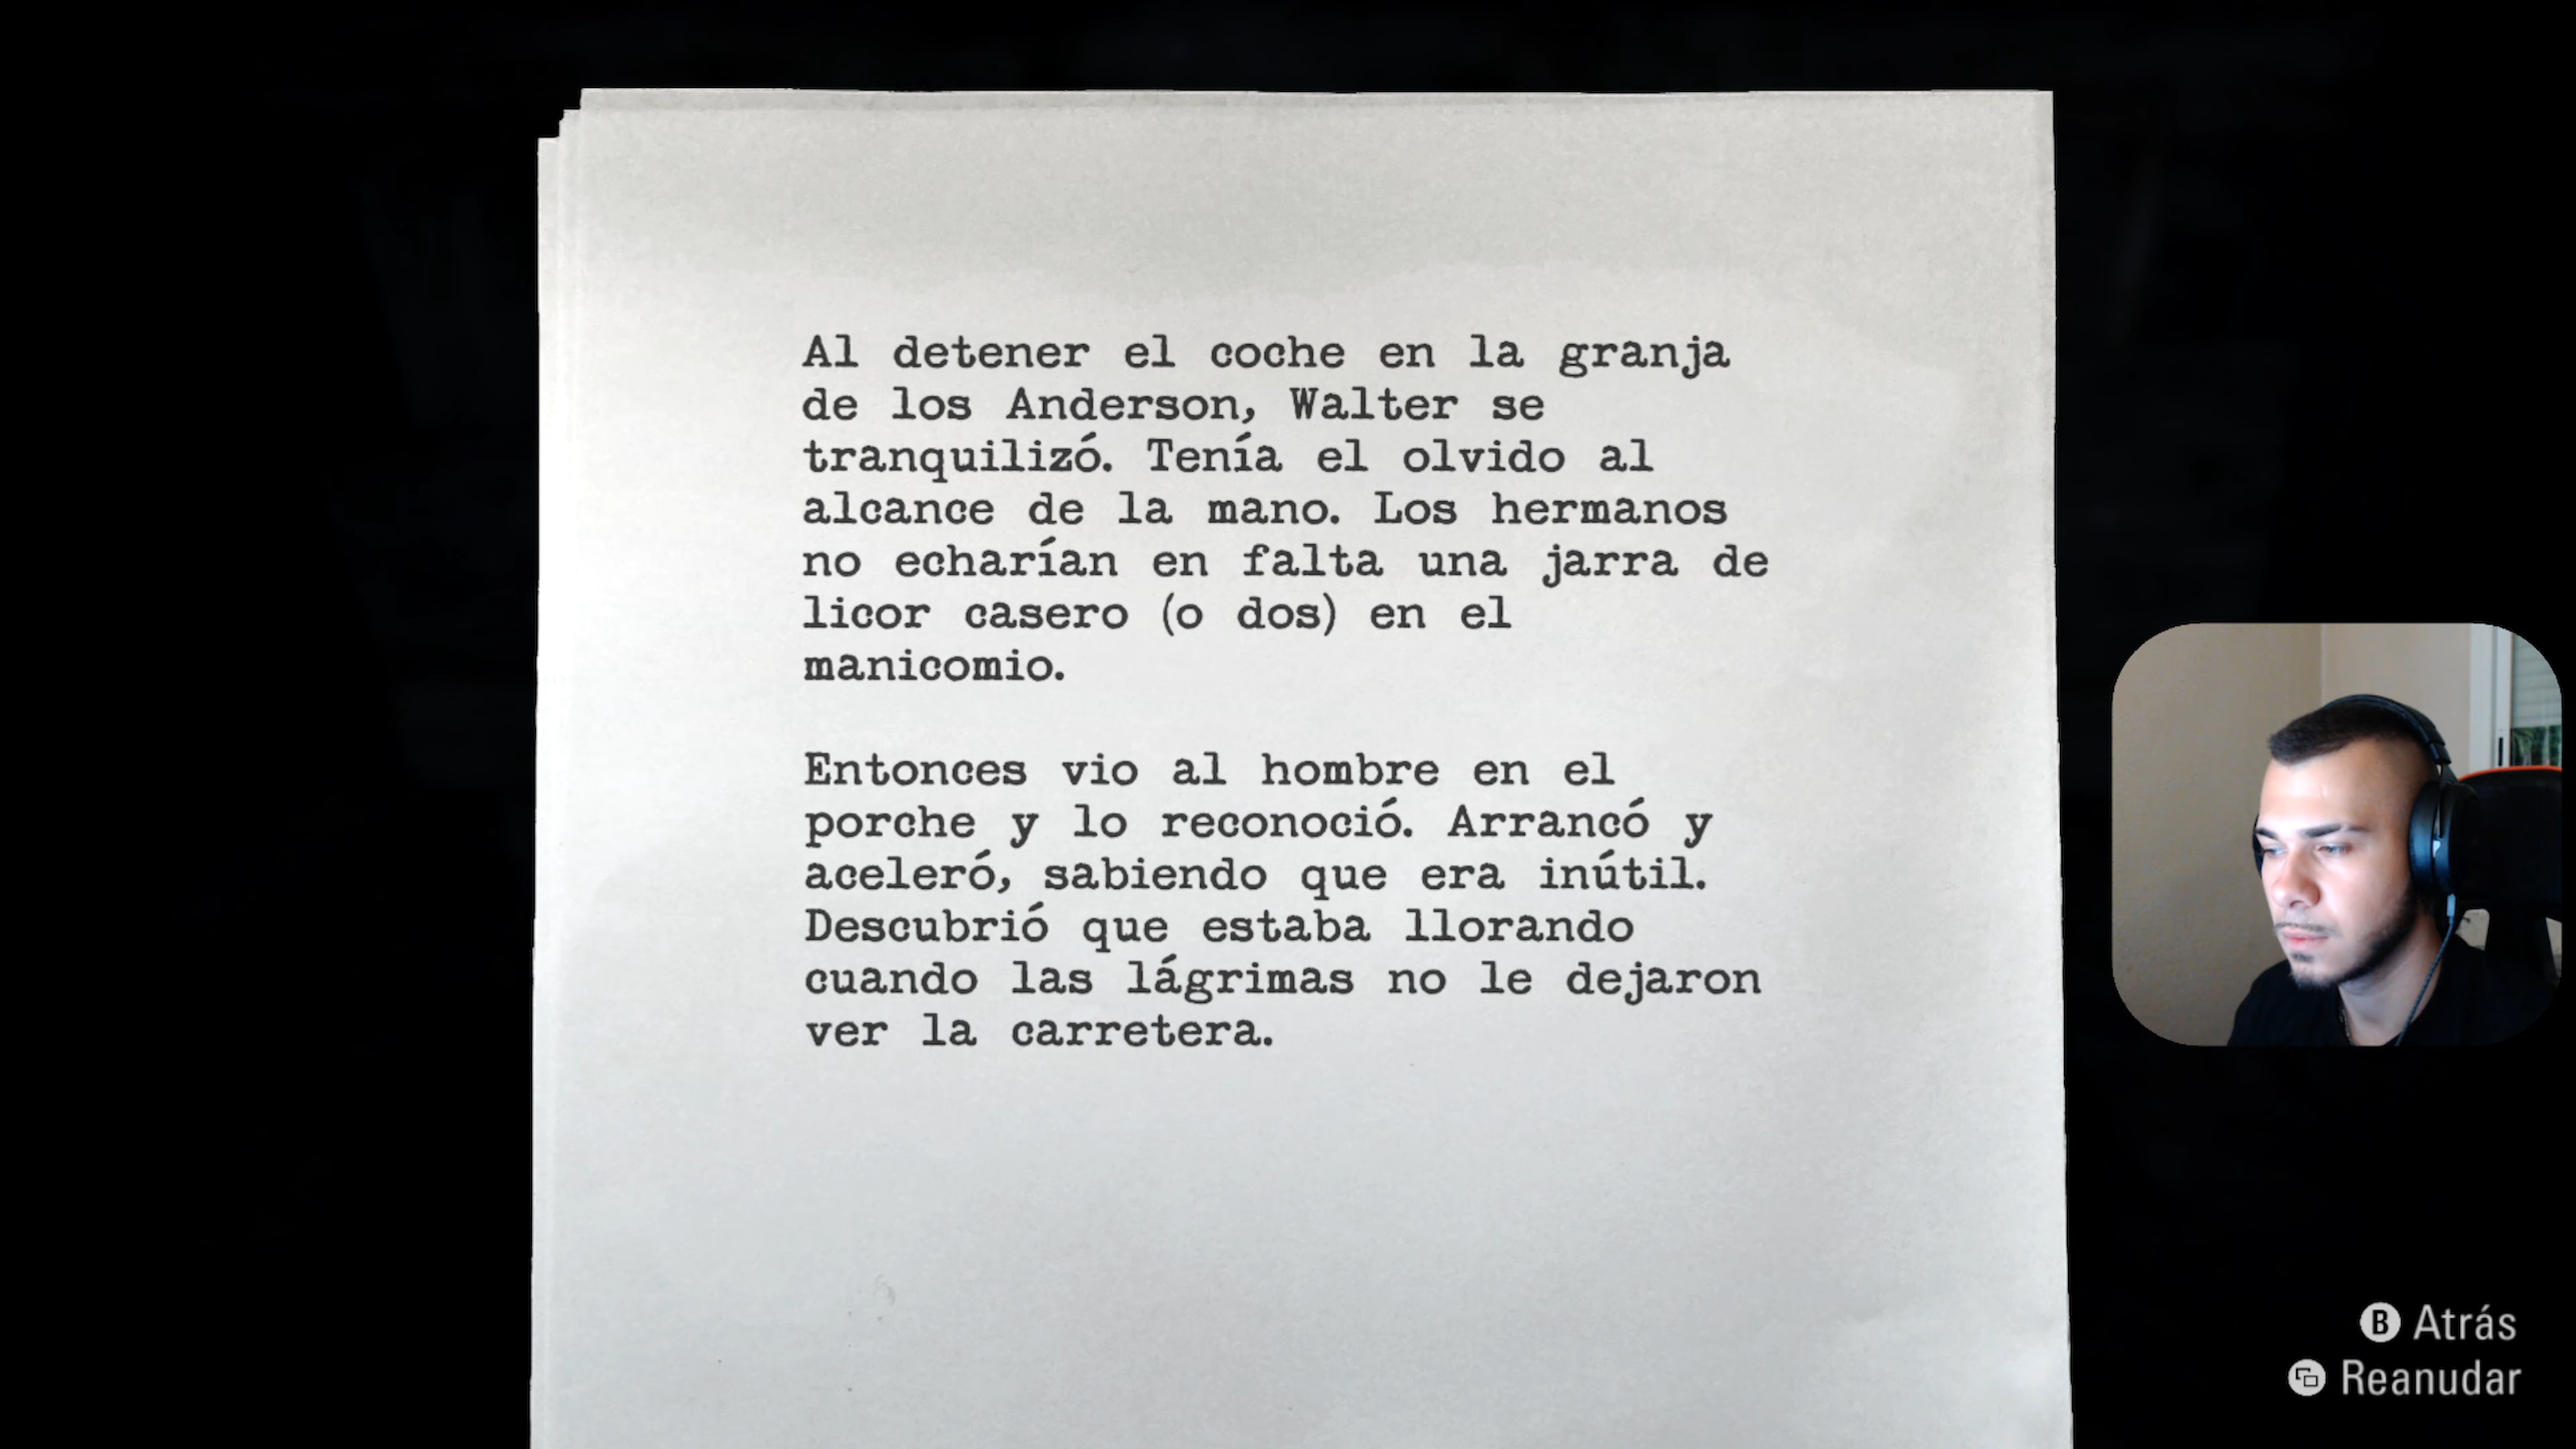 Al detener el coche en la granja
de los Anderson, Walter se
tranquilizó. Tenía el olvido al
alcance de la mano. Los hermanos
no echarían en falta una jarra de
licor casero (o dos) en el
manicomio.
Entonces vio al hombre en el
porche y lo reconoció. Arrancó y
aceleró, sabiendo que era inútil.
Descubrió que estaba llorando
cuando las lágrimas no le dejaron
ver la carretera.
B Atrás
Reanudar